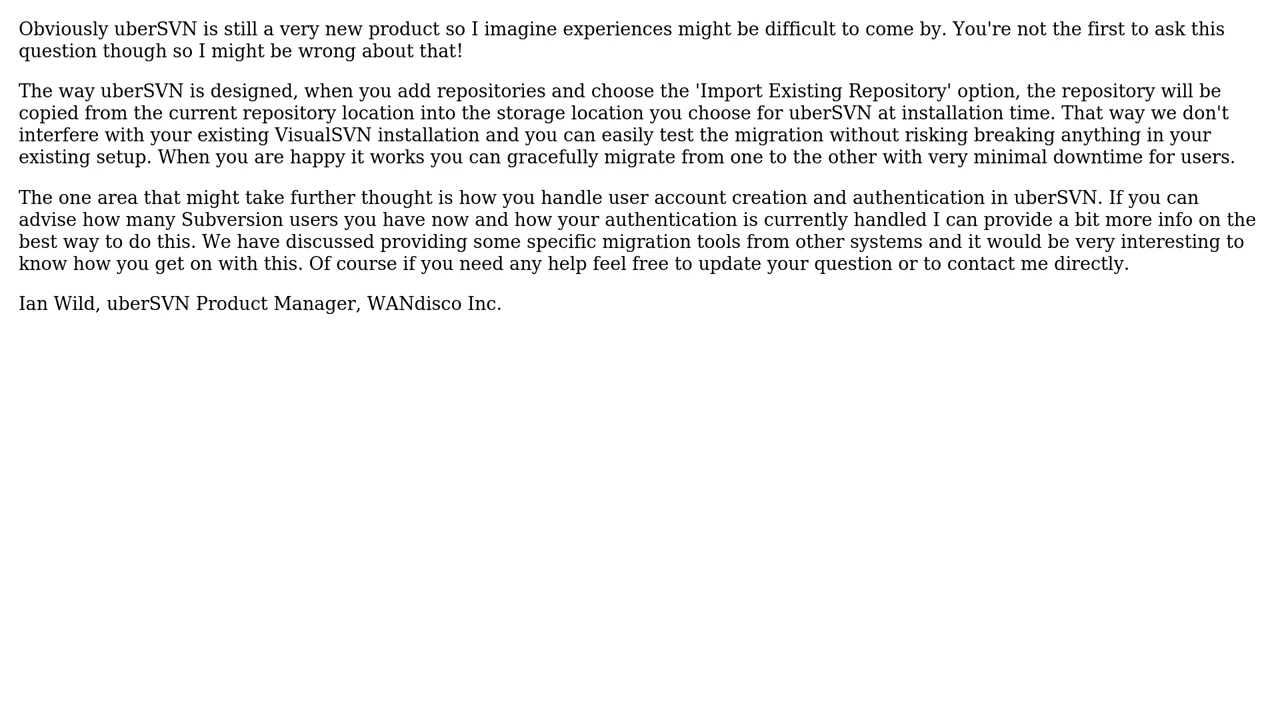 Obviously uberSVN is still a very new product so I imagine experiences might be difficult to come by. You're not the first to ask this
question though so I might be wrong about that!
The way uberSVN is designed, when you add repositories and choose the 'Import Existing Repository' option, the repository will be
copied from the current repository location into the storage location you choose for uberSVN at installation time. That way we don't
interfere with your existing VisualSVN installation and you can easily test the migration without risking breaking anything in your
existing setup. When you are happy it works you can gracefully migrate from one to the other with very minimal downtime for users.
The one area that might take further thought is how you handle user account creation and authentication in uberSVN. If you can
advise how many Subversion users you have now and how your authentication is currently handled I can provide a bit more info on the
best way to do this. We have discussed providing some specific migration tools from other systems and it would be very interesting to
know how you get on with this. Of course if you need any help feel free to update your question or to contact me directly.
Ian Wild, uberSVN Product Manager, WANdisco Inc.